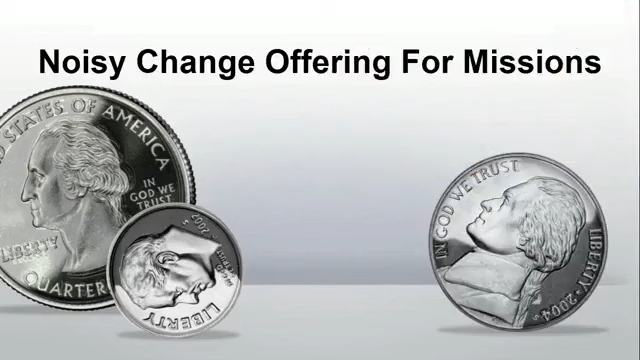 Noisy Change Offering For Missions
STATES OF AMERICA
IN
GOD WE
TRUST
LIBERTY
QUARTER
2002
LIBERTY
IN GOD WE TRUST
LIBERTY 2004
S